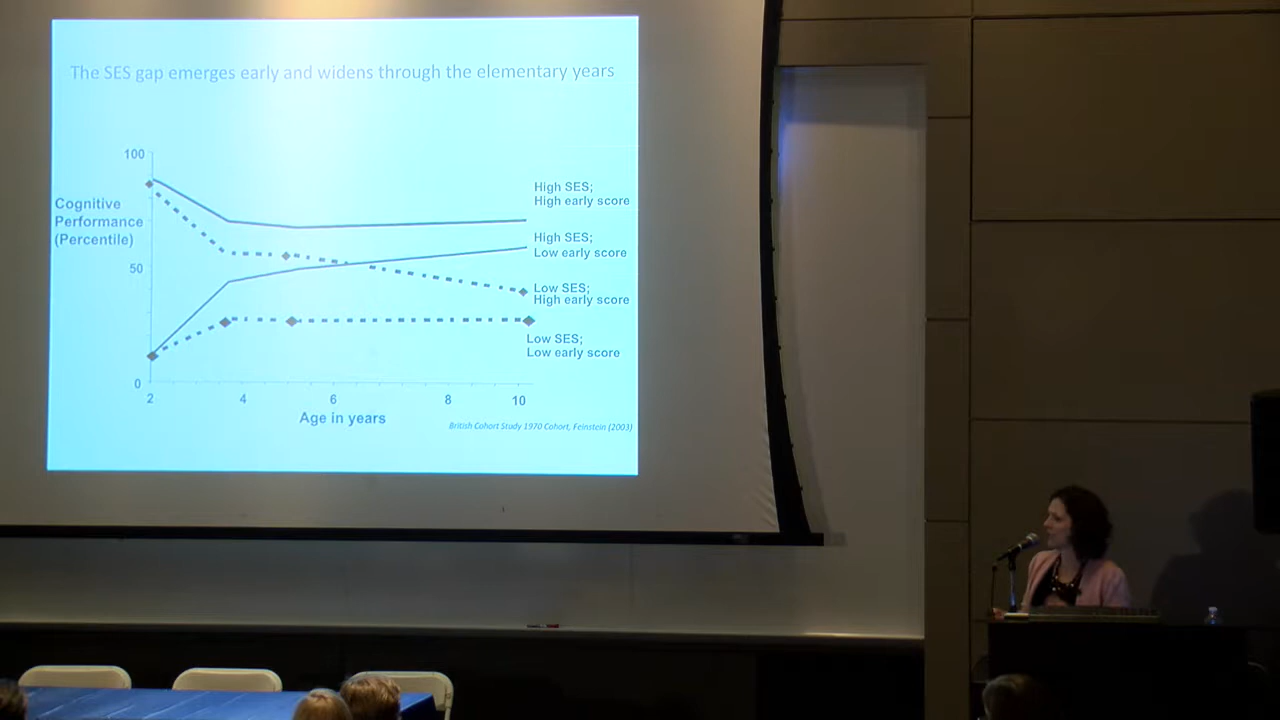 The SES gap emerges early and widens through the elementary years
100
Cognitive
Performance
(Percentile)
50
0
High SES;
High early score
High SES;
Low early score
Low SES;
High early score
Low SES;
Low early score
2 4 6 8 10
Age in years
British Cohort Study 1970 Cohort, Feinstein (2003)